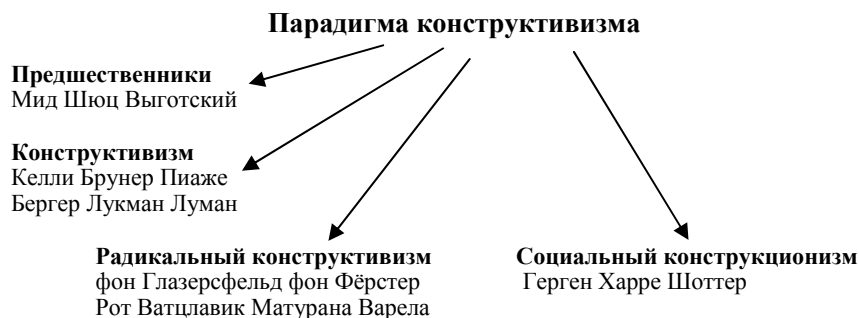 Парадигма конструктивизма
Предшественники
Мид Шюц Выготский
Конструктивизм
Келли Брунер Пиаже
Бергер Лукман Луман
Радикальный конструктивизм
фон Глазерсфельд фон Фёрстер
Рот Ватцлавик Матурана Варела
Социальный конструкционизм
Герген Харре Шоттер